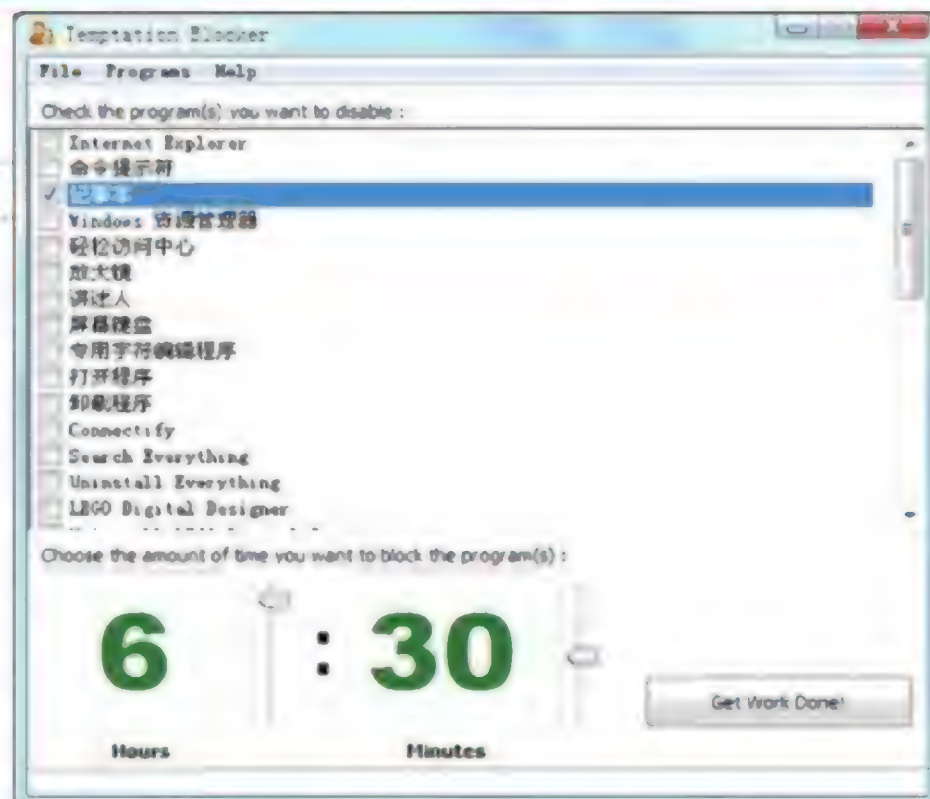 Temptation Blocker
File Programs Help
Check the program(s) you want to disable :
Internet Explorer
命令提示符
记事本
Windows 资源管理器
轻松访问中心
放大镜
讲述人
屏幕键盘
专用字符编辑程序
打开程序
卸载程序
Connectify
Search Everything
Uninstall Everything
LEGO Digital Designer
Choose the amount of time you want to block the program(s) :
6 : 30
Get Work Done!
Hours Minutes